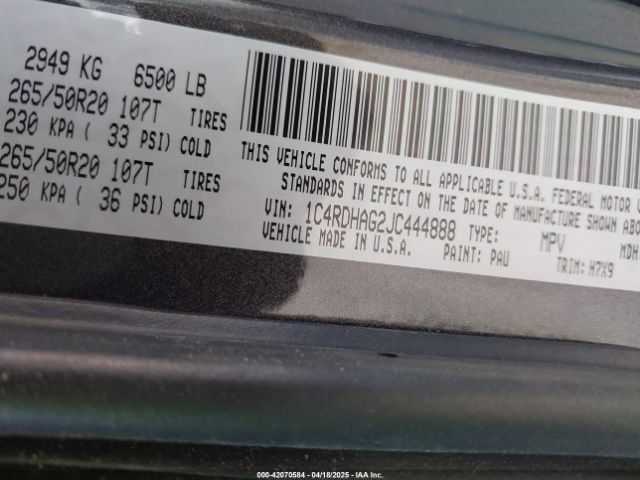 2949 KG 6500 LB
265/50R20 107T TIRES
230 KPA ( 33 PSI) COLD
265/50R20 107T TIRES
250 KPA ( 36 PSI) COLD
THIS VEHICLE CONFORMS TO ALL APPLICABLE U.S.A. FEDERAL MOTOR
STANDARDS IN EFFECT ON THE DATE OF MANUFACTURE SHOWN ABO
VIN: 1C4RDHAG2JC444888 TYPE: MPV MDH
VEHICLE MADE IN U.S.A. PAINT: PAU TRIM: H7X9
000-42070584 - 04/18/2025 - IAA, Inc.